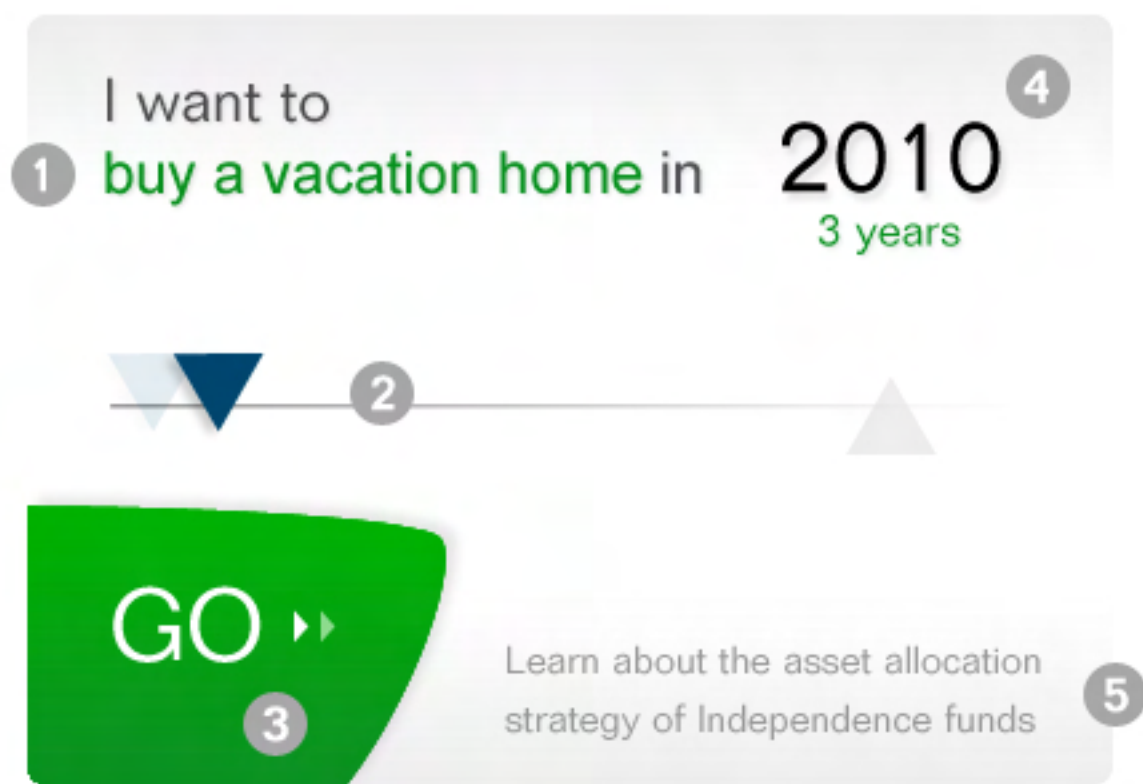 I want to
4
1
buy a vacation home in
2010
3 years
2
GO
3
Learn about the asset allocation
strategy of Independence funds
5